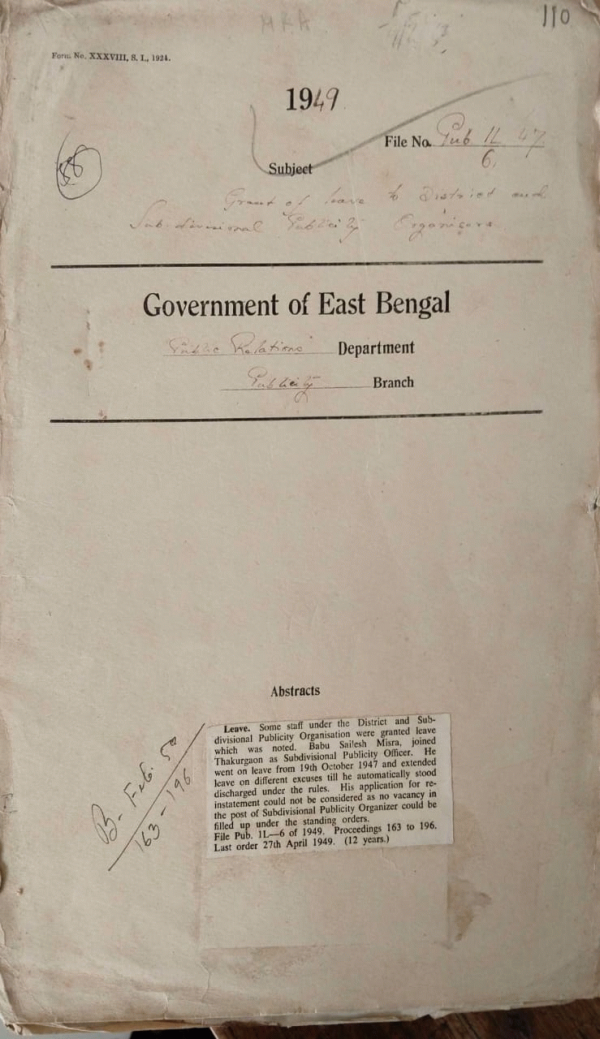 110
Form No. XXXVIII, S. I., 1924.
1949
File No. Pub 1L 47
6
58
Subject
Grant of leave to District and
Subdivisional Publicity Organisers
Government of East Bengal
Public Relations Department
Publicity Branch
Abstracts
B- Feb. 50
163-196
Leave. Some staff under the District and Sub-
divisional Publicity Organisation were granted leave
which was noted. Babu Sailesh Misra, joined
Thakurgaon as Subdivisional Publicity Officer. He
went on leave from 19th October 1947 and extended
leave on different excuses till he automatically stood
discharged under the rules. His application for re-
instatement could not be considered as no vacancy in
the post of Subdivisional Publicity Organizer could be
filled up under the standing orders.
File Pub. 1L—6 of 1949. Proceedings 163 to 196.
Last order 27th April 1949. (12 years.)